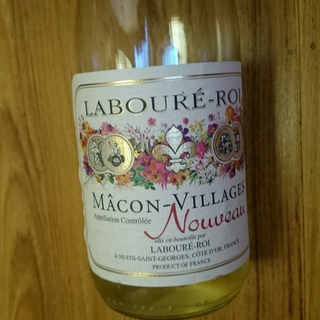 LABOURÉ-ROI
MÂCON-VILLAGES
Appellation Contrôlée
Nouveau
Mis en bouteille par
LABOURÉ-ROI
À NUITS-SAINT-GEORGES, CÔTE D'OR, FRANCE
PRODUCT OF FRANCE